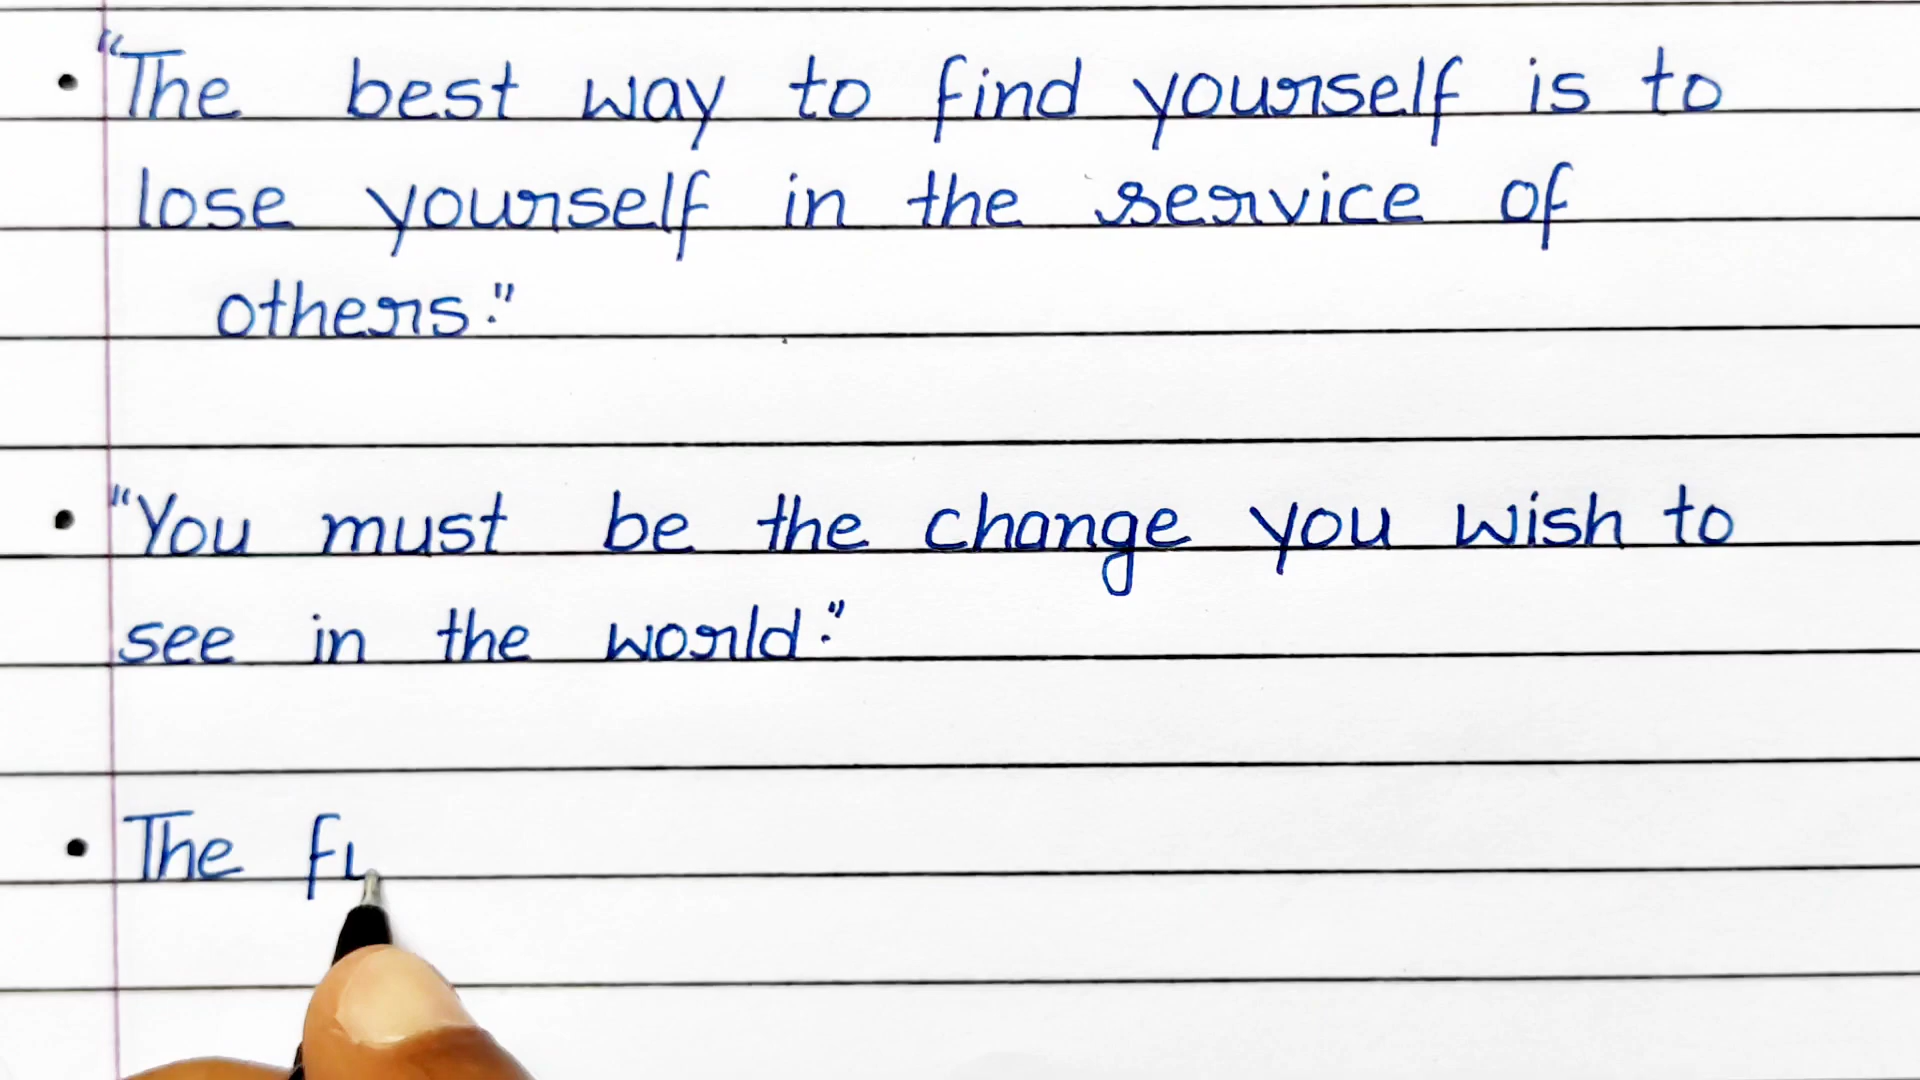 • "The best way to find yourself is to
lose yourself in the service of
others."
• "You must be the change you wish to
see in the world."
• The